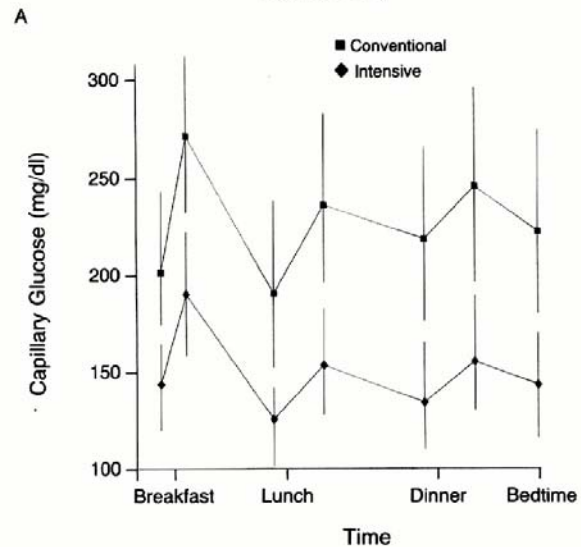 A
Conventional
Intensive
300
250
200
150
100
Capillary Glucose (mg/dl)
Breakfast Lunch Dinner Bedtime
Time